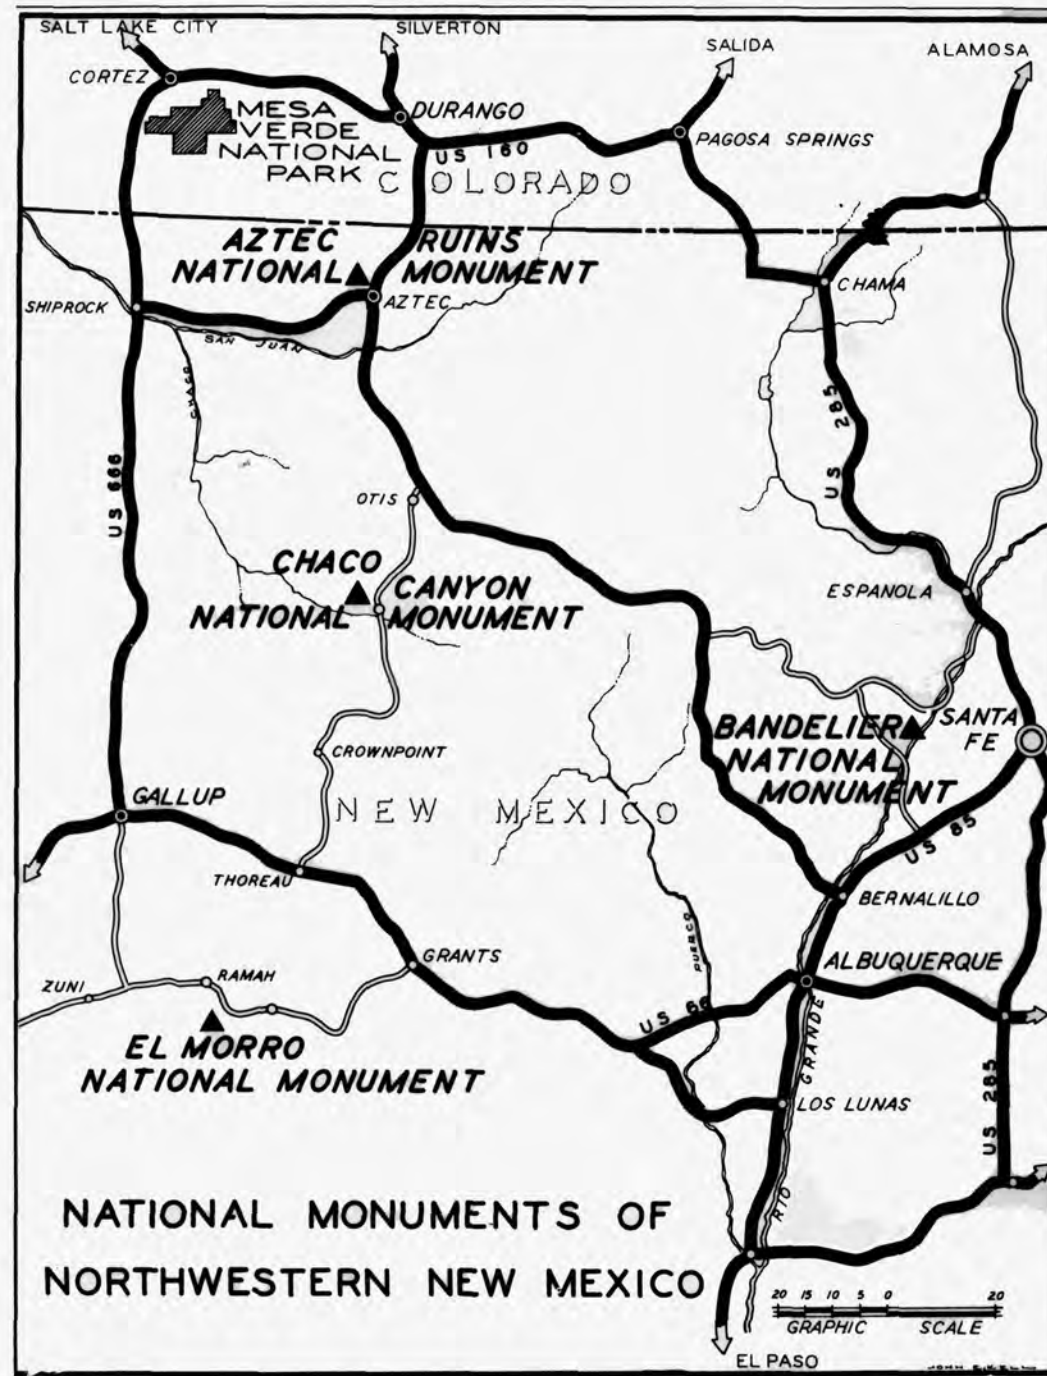 SALT LAKE CITY
SILVERTON
SALIDA
ALAMOSA
CORTEZ
MESA
VERDE
NATIONAL
PARK
DURANGO
US 160
PAGOSA SPRINGS
COLORADO
AZTEC RUINS
NATIONAL MONUMENT
AZTEC
CHAMA
SHIPROCK
SAN JUAN
CHACO
US 285
US 666
OTIS
CHACO CANYON
NATIONAL MONUMENT
ESPANOLA
BANDELIER
NATIONAL
MONUMENT
SANTA
FE
CROWNPOINT
GALLUP
NEW MEXICO
US 85
THOREAU
BERNALILLO
GRANTS
PUERCO
ALBUQUERQUE
ZUNI
RAMAH
US 66
EL MORRO
NATIONAL MONUMENT
RIO GRANDE
LOS LUNAS
US 285
NATIONAL MONUMENTS OF
NORTHWESTERN NEW MEXICO
20 15 10 5 0 20
GRAPHIC SCALE
EL PASO